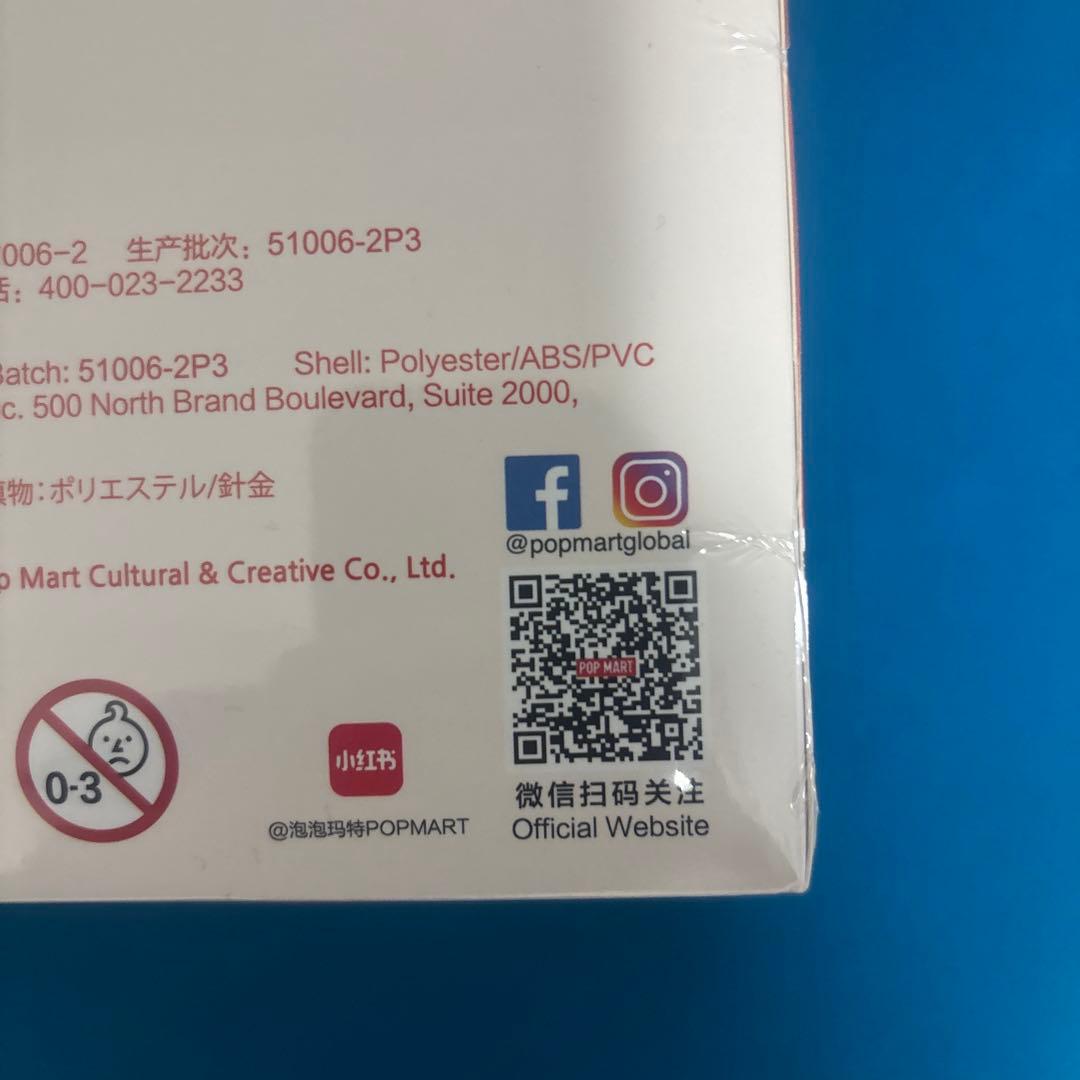 006-2 生产批次: 51006-2P3
话: 400-023-2233
Batch: 51006-2P3 Shell: Polyester/ABS/PVC
c. 500 North Brand Boulevard, Suite 2000,
填物:ポリエステル/針金
@popmartglobal
p Mart Cultural & Creative Co., Ltd.
POP MART
0-3
小红书
@泡泡玛特POPMART
微信扫码关注
Official Website